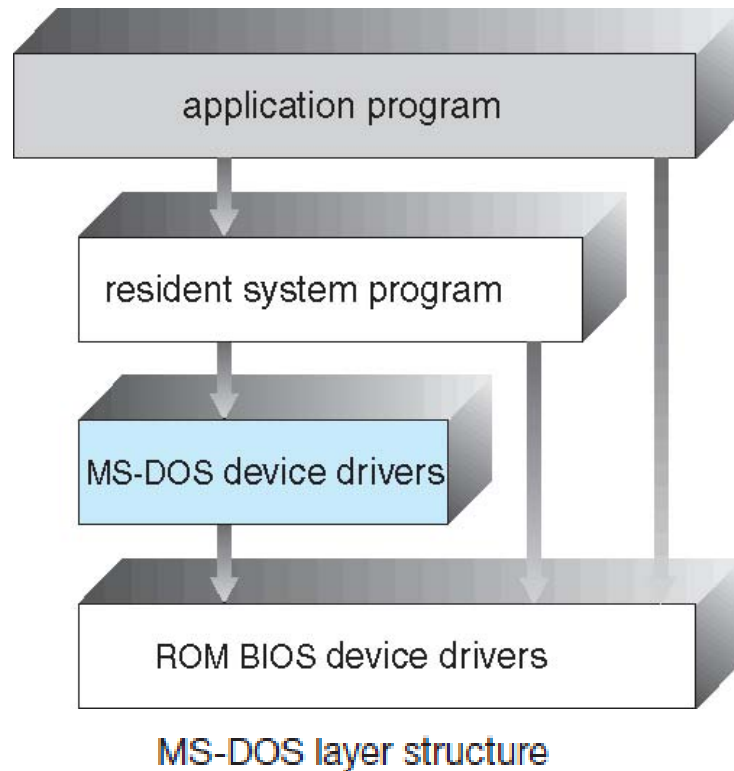 application program
resident system program
MS-DOS device drivers
ROM BIOS device drivers
MS-DOS layer structure